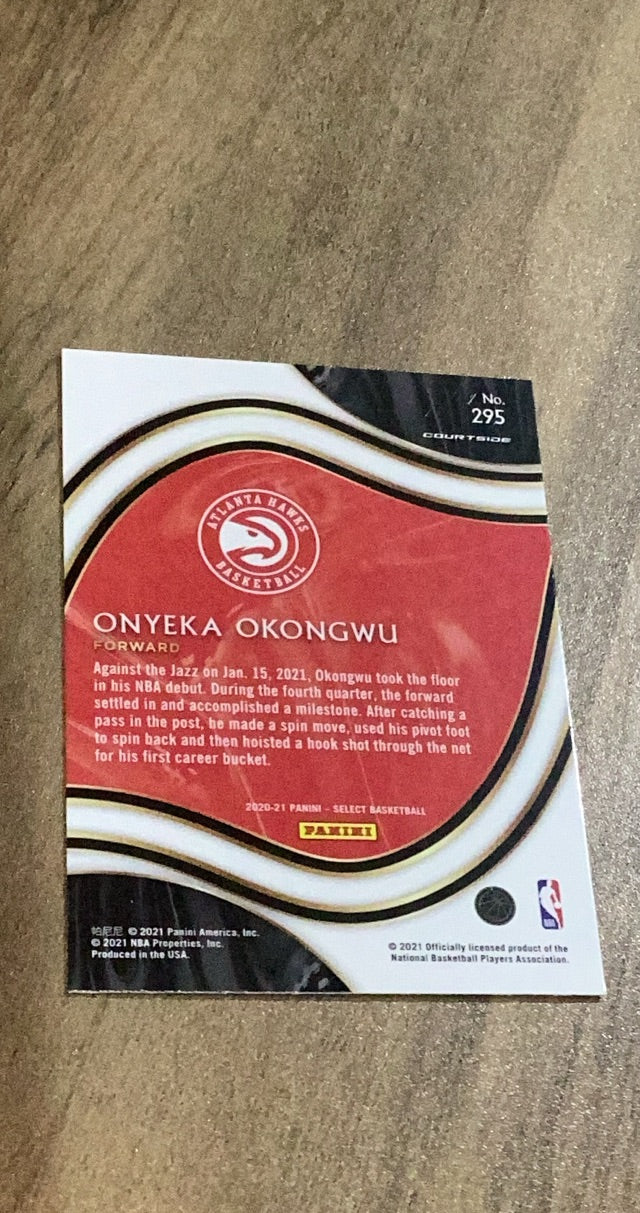 No.
295
COURTSIDE
ATLANTA HAWKS
BASKETBALL
ONYEKA OKONGWU
FORWARD
Against the Jazz on Jan. 15, 2021, Okongwu took the floor
in his NBA debut. During the fourth quarter, the forward
settled in and accomplished a milestone. After catching a
pass in the post, he made a spin move, used his pivot foot
to spin back and then hoisted a hook shot through the net
for his first career bucket.
2020-21 PANINI – SELECT BASKETBALL
PANINI
帕尼尼 © 2021 Panini America, Inc.
© 2021 NBA Properties, Inc.
Produced in the USA.
NBA
© 2021 Officially licensed product of the
National Basketball Players Association.